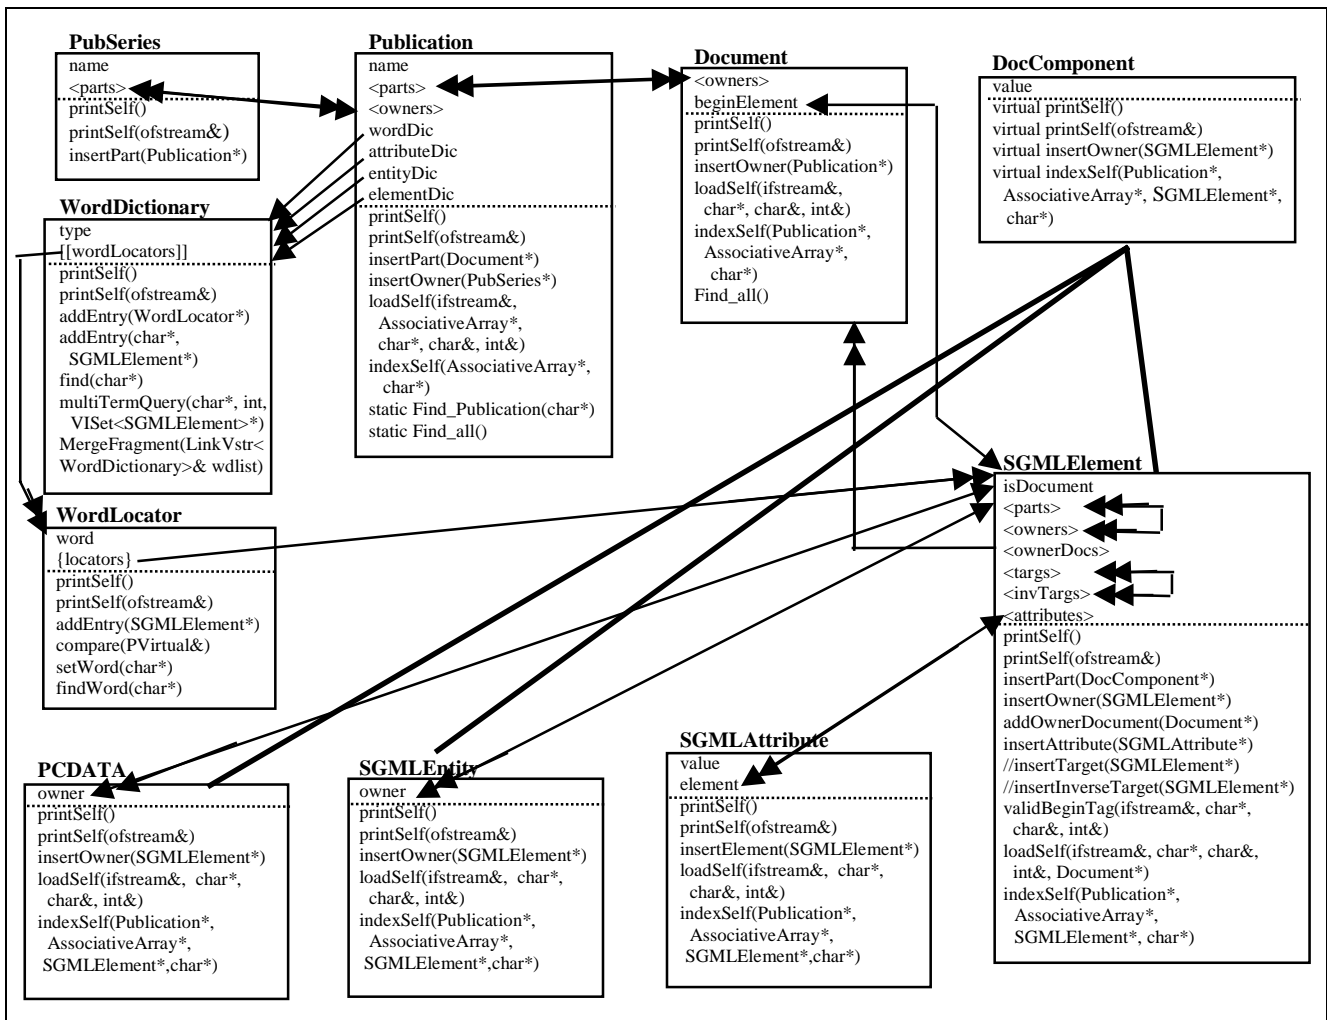 PubSeries
name
<parts>
printSelf()
printSelf(ofstream&)
insertPart(Publication*)
Publication
name
<parts>
<owners>
wordDic
attributeDic
entityDic
elementDic
printSelf()
printSelf(ofstream&)
insertPart(Document*)
insertOwner(PubSeries*)
loadSelf(ifstream&,
AssociativeArray*,
char*, char&, int&)
indexSelf(AssociativeArray*,
char*)
static Find_Publication(char*)
static Find_all()
Document
<owners>
beginElement
printSelf()
printSelf(ofstream&)
insertOwner(Publication*)
loadSelf(ifstream&,
char*, char&, int&)
indexSelf(Publication*,
AssociativeArray*,
char*)
Find_all()
DocComponent
value
virtual printSelf()
virtual printSelf(ofstream&)
virtual insertOwner(SGMLElement*)
virtual indexSelf(Publication*,
AssociativeArray*, SGMLElement*,
char*)
WordDictionary
type
[[wordLocators]]
printSelf()
printSelf(ofstream&)
addEntry(WordLocator*)
addEntry(char*,
SGMLElement*)
find(char*)
multiTermQuery(char*, int,
VISet<SGMLElement>*)
MergeFragment(LinkVstr<
WordDictionary>& wdlist)
WordLocator
word
{locators}
printSelf()
printSelf(ofstream&)
addEntry(SGMLElement*)
compare(PVirtual&)
setWord(char*)
findWord(char*)
SGMLElement
isDocument
<parts>
<owners>
<ownerDocs>
<targs>
<invTargs>
<attributes>
printSelf()
printSelf(ofstream&)
insertPart(DocComponent*)
insertOwner(SGMLElement*)
addOwnerDocument(Document*)
insertAttribute(SGMLAttribute*)
//insertTarget(SGMLElement*)
//insertInverseTarget(SGMLElement*)
validBeginTag(ifstream&, char*,
char&, int&)
loadSelf(ifstream&, char*, char&,
int&, Document*)
indexSelf(Publication*,
AssociativeArray*,
SGMLElement*, char*)
PCDATA
owner
printSelf()
printSelf(ofstream&)
insertOwner(SGMLElement*)
loadSelf(ifstream&, char*,
char&, int&)
indexSelf(Publication*,
AssociativeArray*,
SGMLElement*,char*)
SGMLEntity
owner
printSelf()
printSelf(ofstream&)
insertOwner(SGMLElement*)
loadSelf(ifstream&, char*,
char&, int&)
indexSelf(Publication*,
AssociativeArray*,
SGMLElement*,char*)
SGMLAttribute
value
element
printSelf()
printSelf(ofstream&)
insertElement(SGMLElement*)
loadSelf(ifstream&, char*,
char&, int&)
indexSelf(Publication*,
AssociativeArray*,
SGMLElement*,char*)